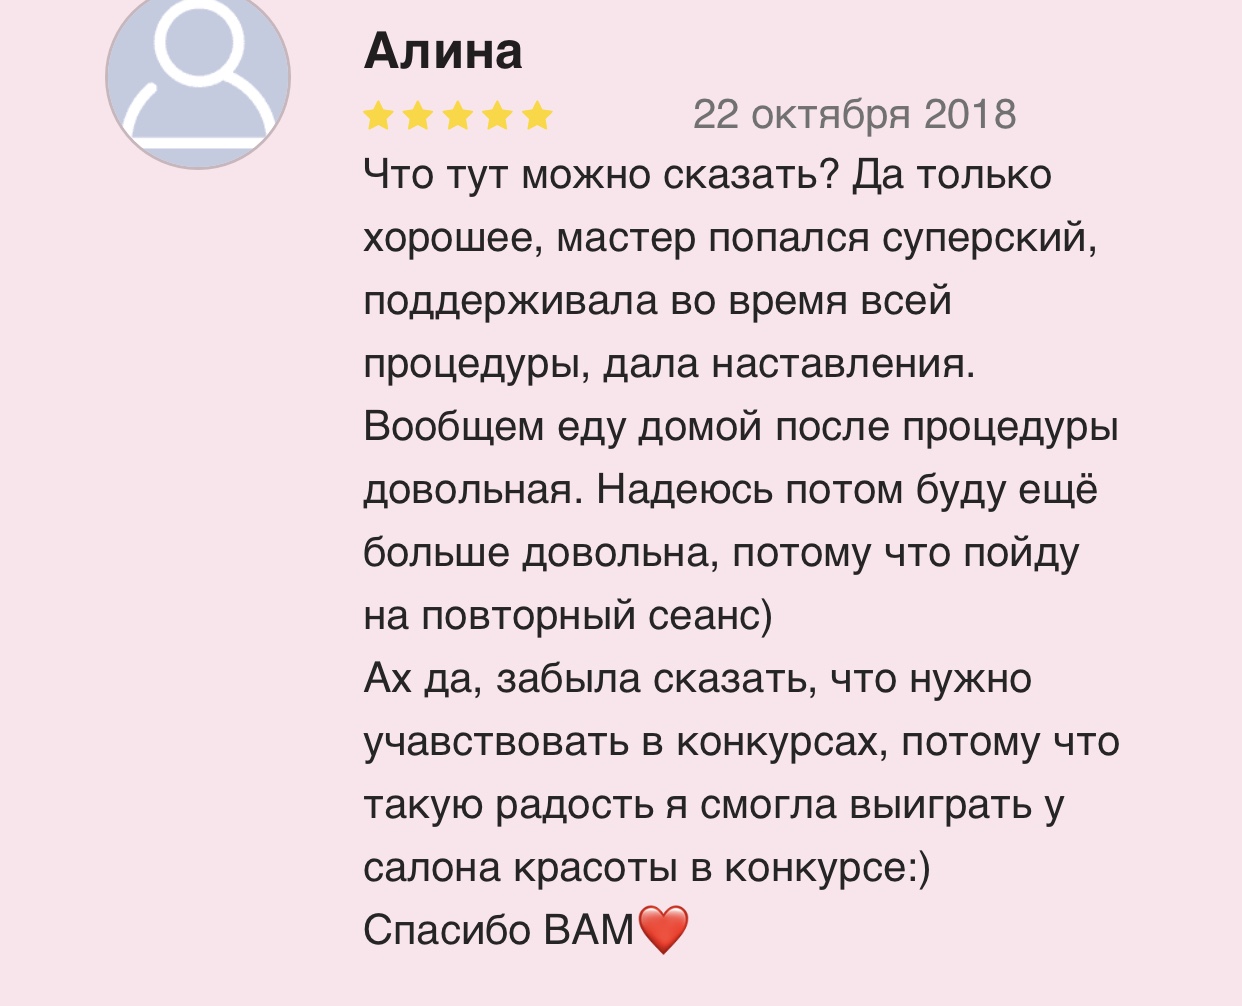 Алина
★★★★★ 22 октября 2018
Что тут можно сказать? Да только
хорошее, мастер попался суперский,
поддерживала во время всей
процедуры, дала наставления.
Вообщем еду домой после процедуры
довольная. Надеюсь потом буду ещё
больше довольна, потому что пойду
на повторный сеанс)
Ах да, забыла сказать, что нужно
учавствовать в конкурсах, потому что
такую радость я смогла выиграть у
салона красоты в конкурсе:)
Спасибо ВАМ❤️